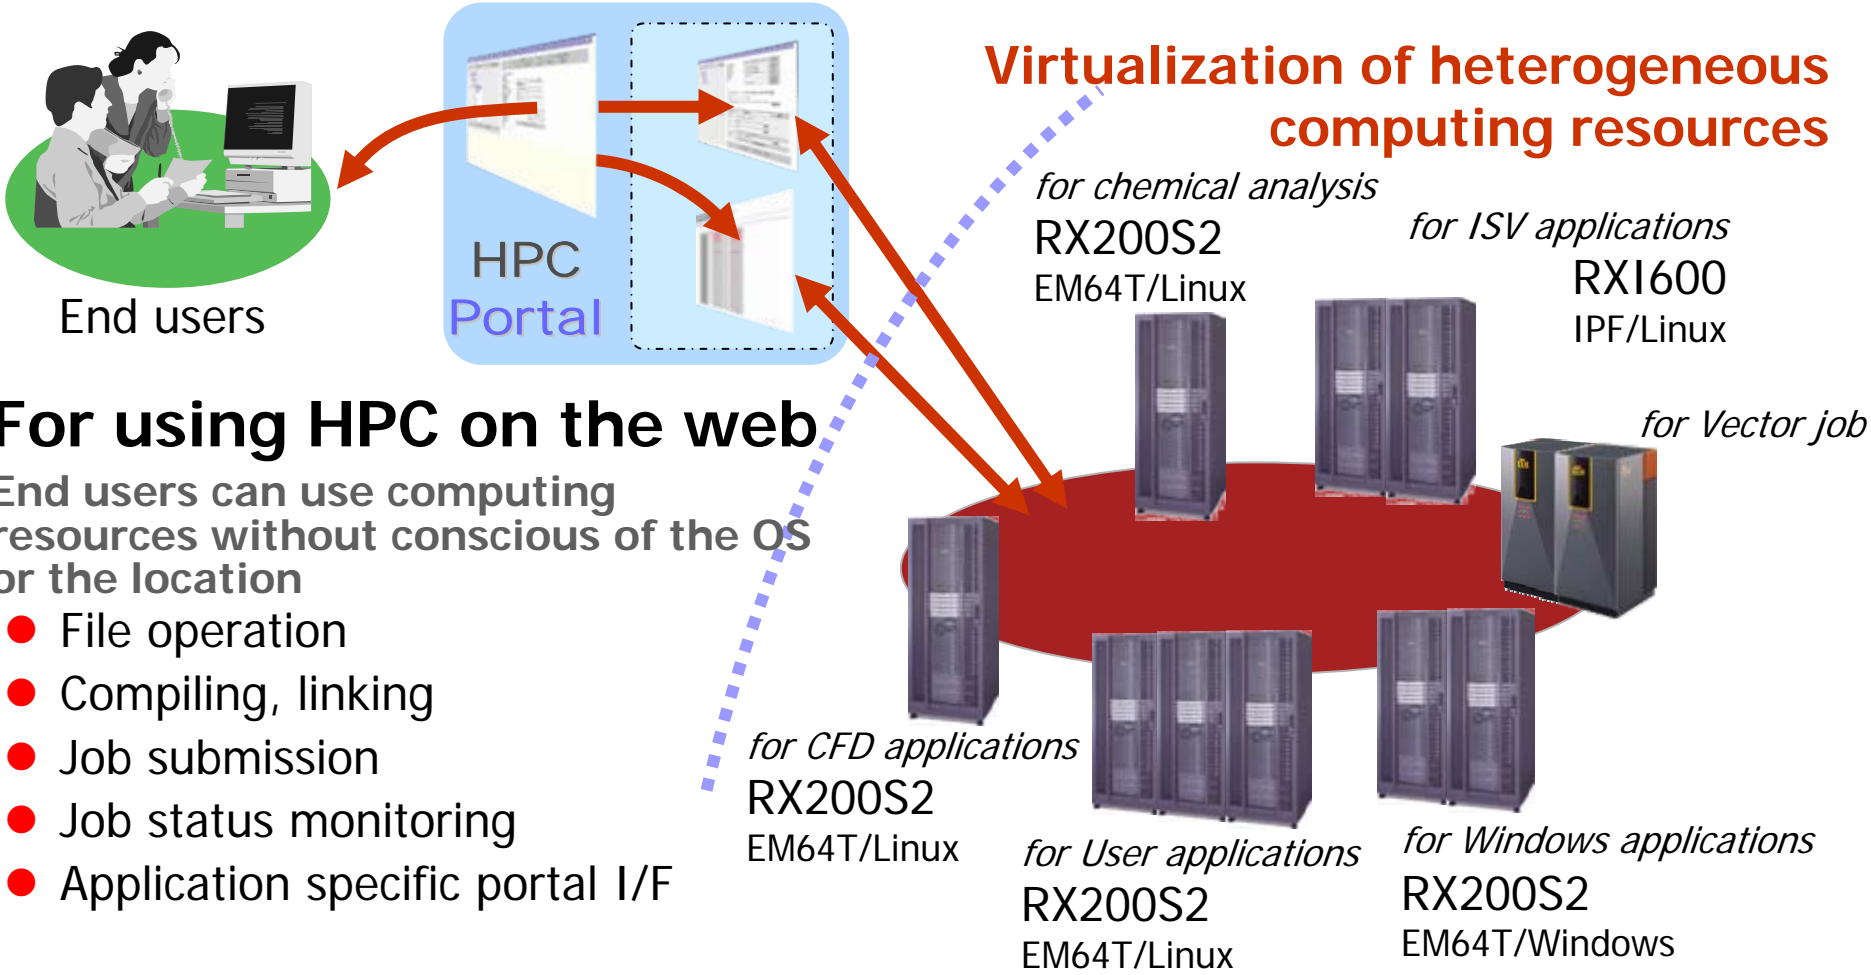 Virtualization of heterogeneous
computing resources
HPC
Portal
End users
For using HPC on the web
End users can use computing
resources without conscious of the OS
or the location
File operation
Compiling, linking
Job submission
Job status monitoring
Application specific portal I/F
for chemical analysis
RX200S2
EM64T/Linux
for ISV applications
RXI600
IPF/Linux
for Vector job
for CFD applications
RX200S2
EM64T/Linux
for User applications
RX200S2
EM64T/Linux
for Windows applications
RX200S2
EM64T/Windows